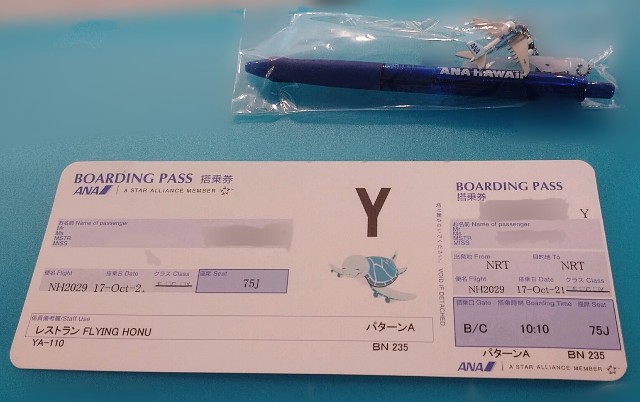 ANA HAWAII
BOARDING PASS 搭乗券
ANA A STAR ALLIANCE MEMBER
Y
お名前 Name of passenger
Mr
Ms
MSTR
MISS
便名 Flight 搭乗日 Date クラス Class 座席 Seat
NH2029 17-Oct-2. 75J
係員備考欄/Staff Use
レストラン FLYING HONU パターンA
YA-110 BN 235
VOID IF DETACHED.
BOARDING PASS
搭乗券
Y
お名前 Name of passenger
Mr
Ms
MSTR
MISS
出発地 From 目的地 To
NRT NRT
便名 Flight 搭乗日 Date クラス Class
NH2029 17-Oct-21
搭乗口 Gate 搭乗時刻 Boarding Time 座席 Seat
B/C 10:10 75J
パターンA BN 235
ANA A STAR ALLIANCE MEMBER